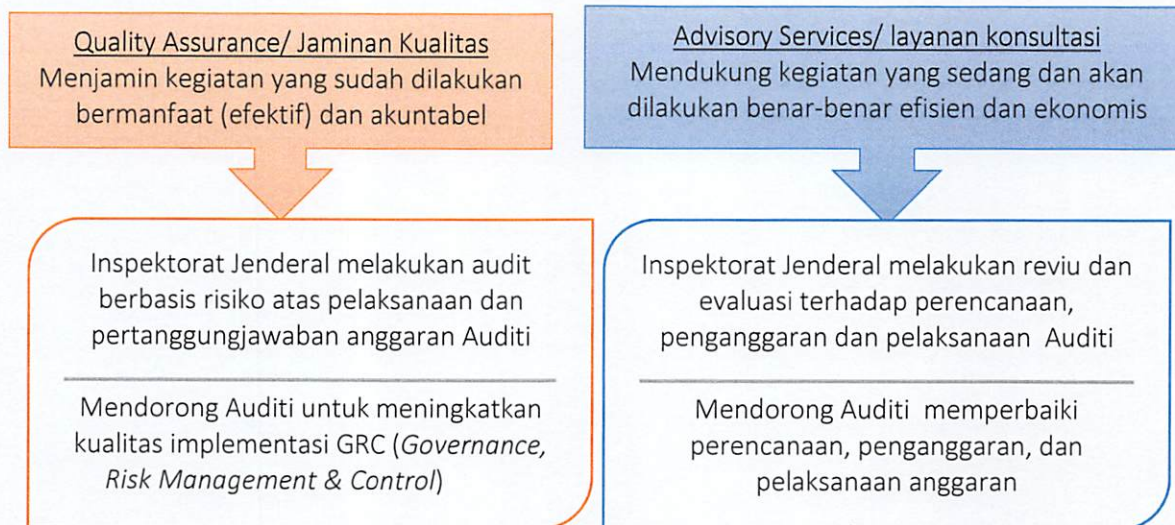 Quality Assurance/ Jaminan Kualitas
Menjamin kegiatan yang sudah dilakukan
bermanfaat (efektif) dan akuntabel
Advisory Services/ layanan konsultasi
Mendukung kegiatan yang sedang dan akan
dilakukan benar-benar efisien dan ekonomis
Inspektorat Jenderal melakukan audit
berbasis risiko atas pelaksanaan dan
pertanggungjawaban anggaran Auditi
Mendorong Auditi untuk meningkatkan
kualitas implementasi GRC (Governance,
Risk Management & Control)
Inspektorat Jenderal melakukan reviu dan
evaluasi terhadap perencanaan,
penganggaran dan pelaksanaan Auditi
Mendorong Auditi memperbaiki
perencanaan, penganggaran, dan
pelaksanaan anggaran